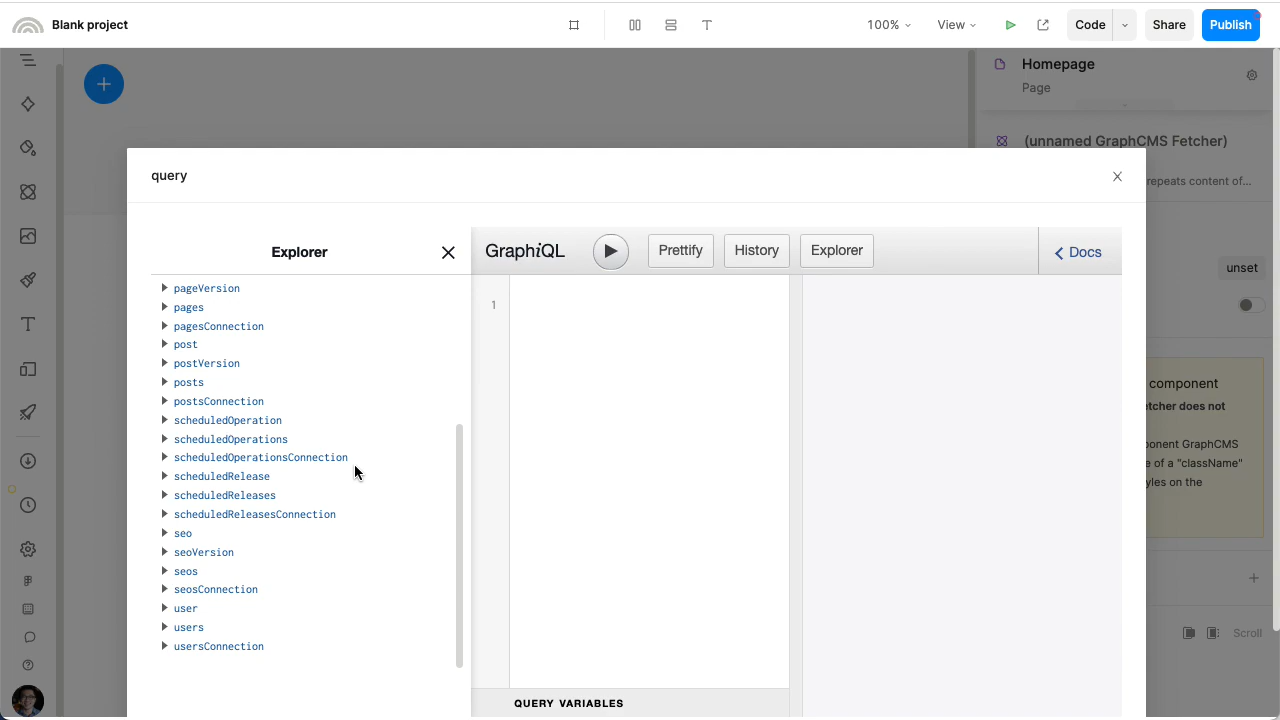 Blank project
100%
View
Code
Share
Publish
Homepage
Page
(unnamed GraphCMS Fetcher)
repeats content of...
query
Explorer
GraphiQL
Prettify
History
Explorer
Docs
unset
pageVersion
pages
pagesConnection
post
postVersion
posts
postsConnection
scheduledOperation
scheduledOperations
scheduledOperationsConnection
scheduledRelease
scheduledReleases
scheduledReleasesConnection
seo
seoVersion
seos
seosConnection
user
users
usersConnection
1
component
etcher does not
onent GraphCMS
e of a "className"
yles on the
Scroll
QUERY VARIABLES